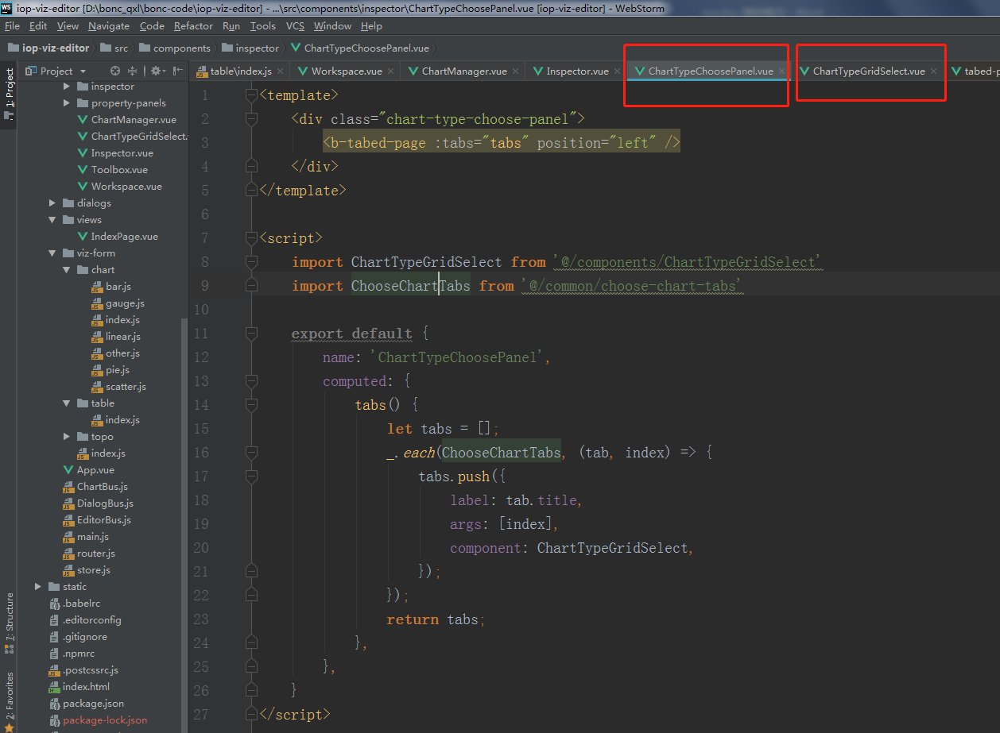 iop-viz-editor [D:\bonc_qxl\bonc-code\iop-viz-editor] - ...\src\components\inspector\ChartTypeChoosePanel.vue [iop-viz-editor] - WebStorm
File Edit View Navigate Code Refactor Run Tools VCS Window Help
iop-viz-editor src components inspector ChartTypeChoosePanel.vue
Project
table\index.js Workspace.vue ChartManager.vue Inspector.vue ChartTypeChoosePanel.vue ChartTypeGridSelect.vue tabed-p
1: Project
7: Structure
2: Favorites
inspector
property-panels
ChartManager.vue
ChartTypeGridSelect.
Inspector.vue
Toolbox.vue
Workspace.vue
dialogs
views
IndexPage.vue
viz-form
chart
bar.js
gauge.js
index.js
linear.js
other.js
pie.js
scatter.js
table
index.js
topo
index.js
App.vue
ChartBus.js
DialogBus.js
EditorBus.js
main.js
router.js
store.js
static
.babelrc
.editorconfig
.gitignore
.npmrc
.postcssrc.js
index.html
package.json
package-lock.json
1 <template>
2 <div class="chart-type-choose-panel">
3 <b-tabed-page :tabs="tabs" position="left" />
4 </div>
5 </template>
6
7 <script>
8 import ChartTypeGridSelect from '@/components/ChartTypeGridSelect'
9 import ChooseChartTabs from '@/common/choose-chart-tabs'
10
11 export default {
12 name: 'ChartTypeChoosePanel',
13 computed: {
14 tabs() {
15 let tabs = [];
16 _.each(ChooseChartTabs, (tab, index) => {
17 tabs.push({
18 label: tab.title,
19 args: [index],
20 component: ChartTypeGridSelect,
21 });
22 });
23 return tabs;
24 },
25 },
26 }
27 </script>